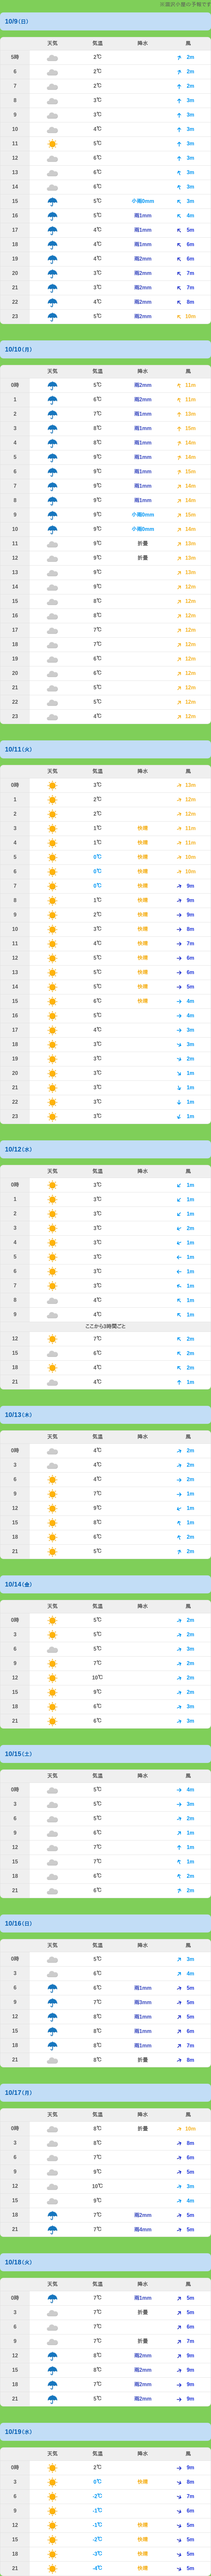 ※鏡浜十勝の予報です
10/9(日)
天気 気温 降水 風
5時 2℃ 2m
6 2℃ 2m
7 2℃ 2m
8 3℃ 3m
9 3℃ 3m
10 4℃ 3m
11 5℃ 3m
12 6℃ 3m
13 6℃ 3m
14 6℃ 3m
15 5℃ 小雨0mm 3m
16 5℃ 雨1mm 4m
17 4℃ 雨1mm 5m
18 4℃ 雨1mm 6m
19 4℃ 雨2mm 6m
20 3℃ 雨2mm 7m
21 3℃ 雨2mm 7m
22 4℃ 雨2mm 8m
23 5℃ 雨2mm 10m
10/10(月)
天気 気温 降水 風
0時 5℃ 雨2mm 11m
1 6℃ 雨2mm 11m
2 7℃ 雨1mm 13m
3 8℃ 雨1mm 15m
4 8℃ 雨1mm 14m
5 9℃ 雨1mm 14m
6 9℃ 雨1mm 15m
7 9℃ 雨1mm 14m
8 9℃ 雨1mm 14m
9 9℃ 小雨0mm 15m
10 9℃ 小雨0mm 14m
11 9℃ 折畳 13m
12 9℃ 折畳 13m
13 9℃ 13m
14 9℃ 12m
15 8℃ 12m
16 8℃ 12m
17 7℃ 12m
18 7℃ 12m
19 6℃ 12m
20 6℃ 12m
21 5℃ 12m
22 5℃ 12m
23 4℃ 12m
10/11(火)
天気 気温 降水 風
0時 3℃ 12m
1 2℃ 12m
2 2℃ 12m
3 1℃ 快晴 11m
4 1℃ 快晴 11m
5 0℃ 快晴 10m
6 0℃ 快晴 10m
7 0℃ 快晴 9m
8 1℃ 快晴 9m
9 2℃ 快晴 9m
10 3℃ 快晴 8m
11 4℃ 快晴 7m
12 5℃ 快晴 6m
13 5℃ 快晴 6m
14 5℃ 快晴 5m
15 6℃ 快晴 4m
16 5℃ 4m
17 4℃ 3m
18 3℃ 3m
19 3℃ 2m
20 3℃ 1m
21 3℃ 1m
22 3℃ 1m
23 3℃ 1m
10/12(水)
天気 気温 降水 風
0時 3℃ 1m
1 3℃ 1m
2 3℃ 1m
3 3℃ 2m
4 3℃ 1m
5 3℃ 1m
6 3℃ 1m
7 3℃ 1m
8 4℃ 1m
9 4℃ 1m
ここから3時間ごと
12 7℃ 2m
15 6℃ 2m
18 4℃ 2m
21 4℃ 1m
10/13(木)
天気 気温 降水 風
0時 4℃ 2m
3 4℃ 2m
6 4℃ 2m
9 7℃ 1m
12 9℃ 1m
15 8℃ 1m
18 6℃ 2m
21 5℃ 2m
10/14(金)
天気 気温 降水 風
0時 5℃ 2m
3 5℃ 2m
6 5℃ 3m
9 7℃ 2m
12 10℃ 2m
15 9℃ 2m
18 6℃ 3m
21 6℃ 3m
10/15(土)
天気 気温 降水 風
0時 5℃ 4m
3 5℃ 3m
6 5℃ 2m
9 6℃ 1m
12 7℃ 1m
15 7℃ 1m
18 6℃ 2m
21 6℃ 2m
10/16(日)
天気 気温 降水 風
0時 5℃ 3m
3 6℃ 4m
6 6℃ 雨1mm 5m
9 7℃ 雨3mm 5m
12 8℃ 雨1mm 5m
15 8℃ 雨1mm 6m
18 8℃ 雨1mm 7m
21 8℃ 折畳 8m
10/17(月)
天気 気温 降水 風
0時 8℃ 折畳 10m
3 8℃ 8m
6 7℃ 6m
9 9℃ 5m
12 10℃ 3m
15 9℃ 4m
18 7℃ 雨2mm 5m
21 7℃ 雨4mm 5m
10/18(火)
天気 気温 降水 風
0時 7℃ 雨1mm 5m
3 7℃ 折畳 5m
6 7℃ 6m
9 7℃ 折畳 7m
12 8℃ 雨2mm 9m
15 8℃ 雨2mm 9m
18 7℃ 雨2mm 9m
21 5℃ 雨2mm 9m
10/19(水)
天気 気温 降水 風
0時 2℃ 9m
3 0℃ 快晴 8m
6 -2℃ 7m
9 -1℃ 6m
12 -1℃ 快晴 5m
15 -2℃ 快晴 5m
18 -3℃ 快晴 5m
21 -4℃ 快晴 5m